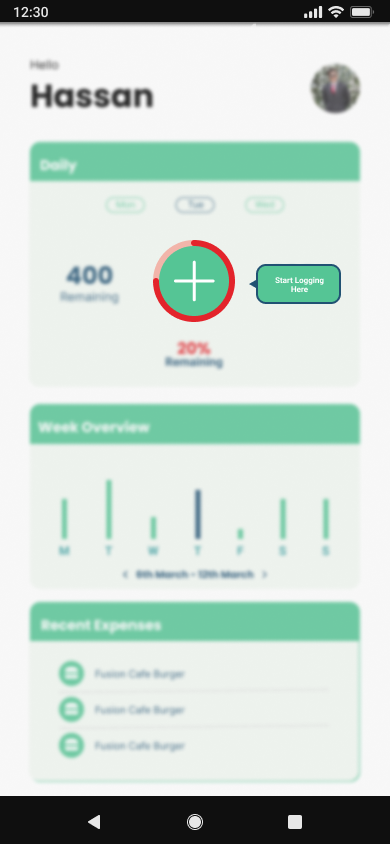 12:30
Hello
Hassan
Daily
Mon Tue Wed
400
Remaining
Start Logging
Here
20%
Remaining
Week Overview
M T W T F S S
6th March - 12th March
Recent Expenses
Fusion Cafe Burger
Fusion Cafe Burger
Fusion Cafe Burger